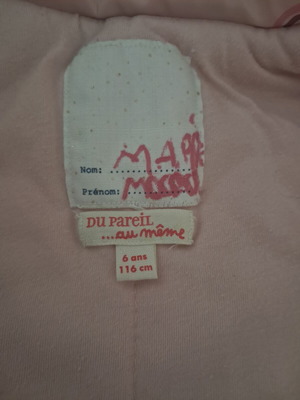 Nom: ............
Prénom: ............
DU PAREIL
...au même
6 ans
116 cm